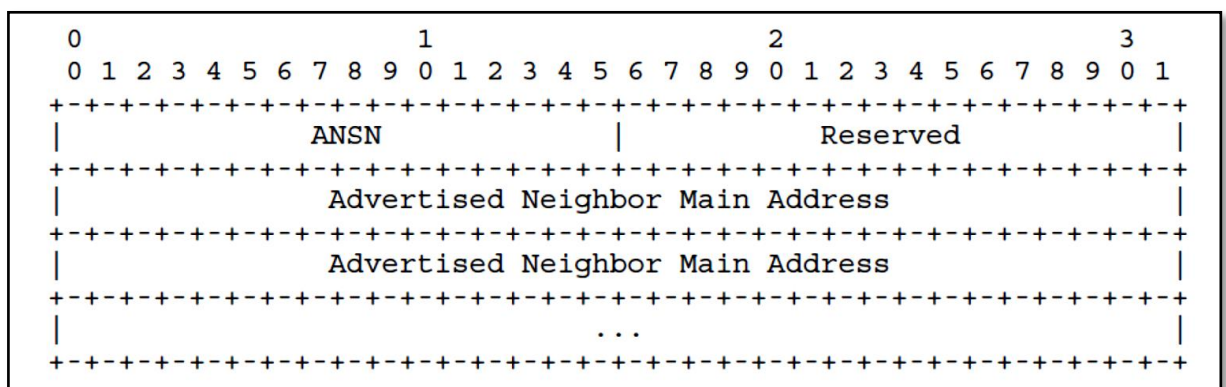 0                   1                   2                   3
0 1 2 3 4 5 6 7 8 9 0 1 2 3 4 5 6 7 8 9 0 1 2 3 4 5 6 7 8 9 0 1
+-+-+-+-+-+-+-+-+-+-+-+-+-+-+-+-+-+-+-+-+-+-+-+-+-+-+-+-+-+-+-+-+
|              ANSN             |           Reserved            |
+-+-+-+-+-+-+-+-+-+-+-+-+-+-+-+-+-+-+-+-+-+-+-+-+-+-+-+-+-+-+-+-+
|               Advertised Neighbor Main Address                |
+-+-+-+-+-+-+-+-+-+-+-+-+-+-+-+-+-+-+-+-+-+-+-+-+-+-+-+-+-+-+-+-+
|               Advertised Neighbor Main Address                |
+-+-+-+-+-+-+-+-+-+-+-+-+-+-+-+-+-+-+-+-+-+-+-+-+-+-+-+-+-+-+-+-+
|                              ...                              |
+-+-+-+-+-+-+-+-+-+-+-+-+-+-+-+-+-+-+-+-+-+-+-+-+-+-+-+-+-+-+-+-+